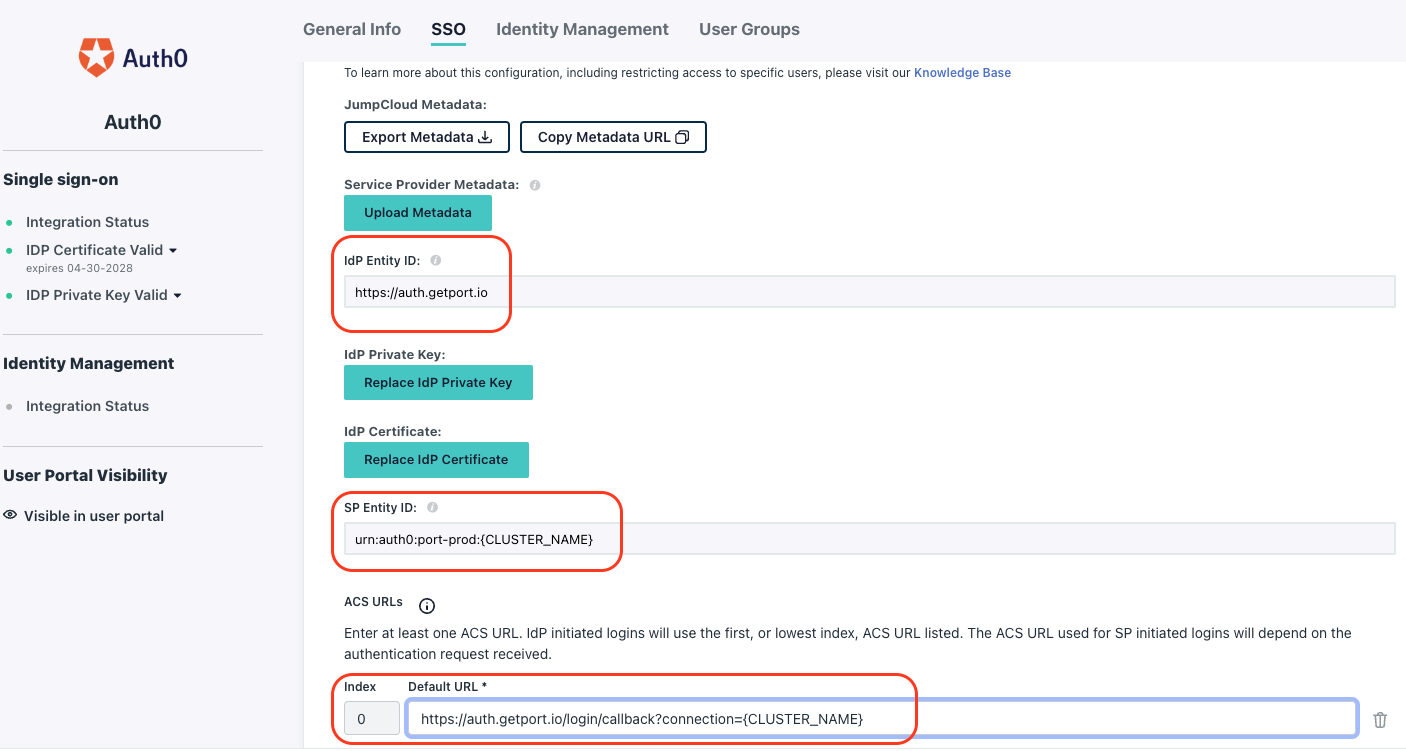 Auth0
Auth0
Single sign-on
Integration Status
IDP Certificate Valid
expires 04-30-2028
IDP Private Key Valid
Identity Management
Integration Status
User Portal Visibility
Visible in user portal
General Info SSO Identity Management User Groups
To learn more about this configuration, including restricting access to specific users, please visit our Knowledge Base
JumpCloud Metadata:
Export Metadata Copy Metadata URL
Service Provider Metadata:
Upload Metadata
IdP Entity ID:
https://auth.getport.io
IdP Private Key:
Replace IdP Private Key
IdP Certificate:
Replace IdP Certificate
SP Entity ID:
urn:auth0:port-prod:{CLUSTER_NAME}
ACS URLs
Enter at least one ACS URL. IdP initiated logins will use the first, or lowest index, ACS URL listed. The ACS URL used for SP initiated logins will depend on the
authentication request received.
Index Default URL *
0 https://auth.getport.io/login/callback?connection={CLUSTER_NAME}